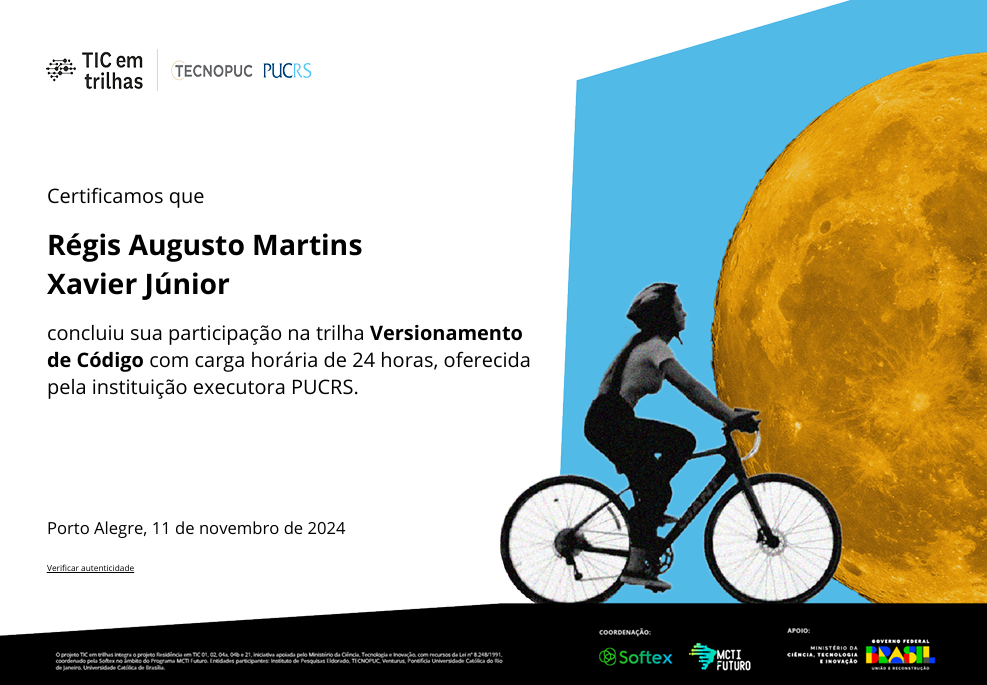 TIC em
trilhas
TECNOPUC
PUCRS
Certificamos que
Régis Augusto Martins
Xavier Júnior
concluiu sua participação na trilha Versionamento
de Código com carga horária de 24 horas, oferecida
pela instituição executora PUCRS.
Porto Alegre, 11 de novembro de 2024
Verificar autenticidade
GIANT
O projeto TIC em trilhas integra o projeto Residência em TIC 01, 02, 04a, 04b e 21, iniciativa apoiada pelo Ministério da Ciência, Tecnologia e Inovação, com recursos da Lei nº 8.248/1991,
coordenado pela Softex no âmbito do Programa MCTI Futuro. Entidades participantes: Instituto de Pesquisas Eldorado, TECNOPUC, Venturus, Pontifícia Universidade Católica do Rio
de Janeiro, Universidade Católica de Brasília.
COORDENAÇÃO:
Softex
MCTI
FUTURO
APOIO:
MINISTÉRIO DA
CIÊNCIA, TECNOLOGIA
E INOVAÇÃO
GOVERNO FEDERAL
BRASIL
UNIÃO E RECONSTRUÇÃO